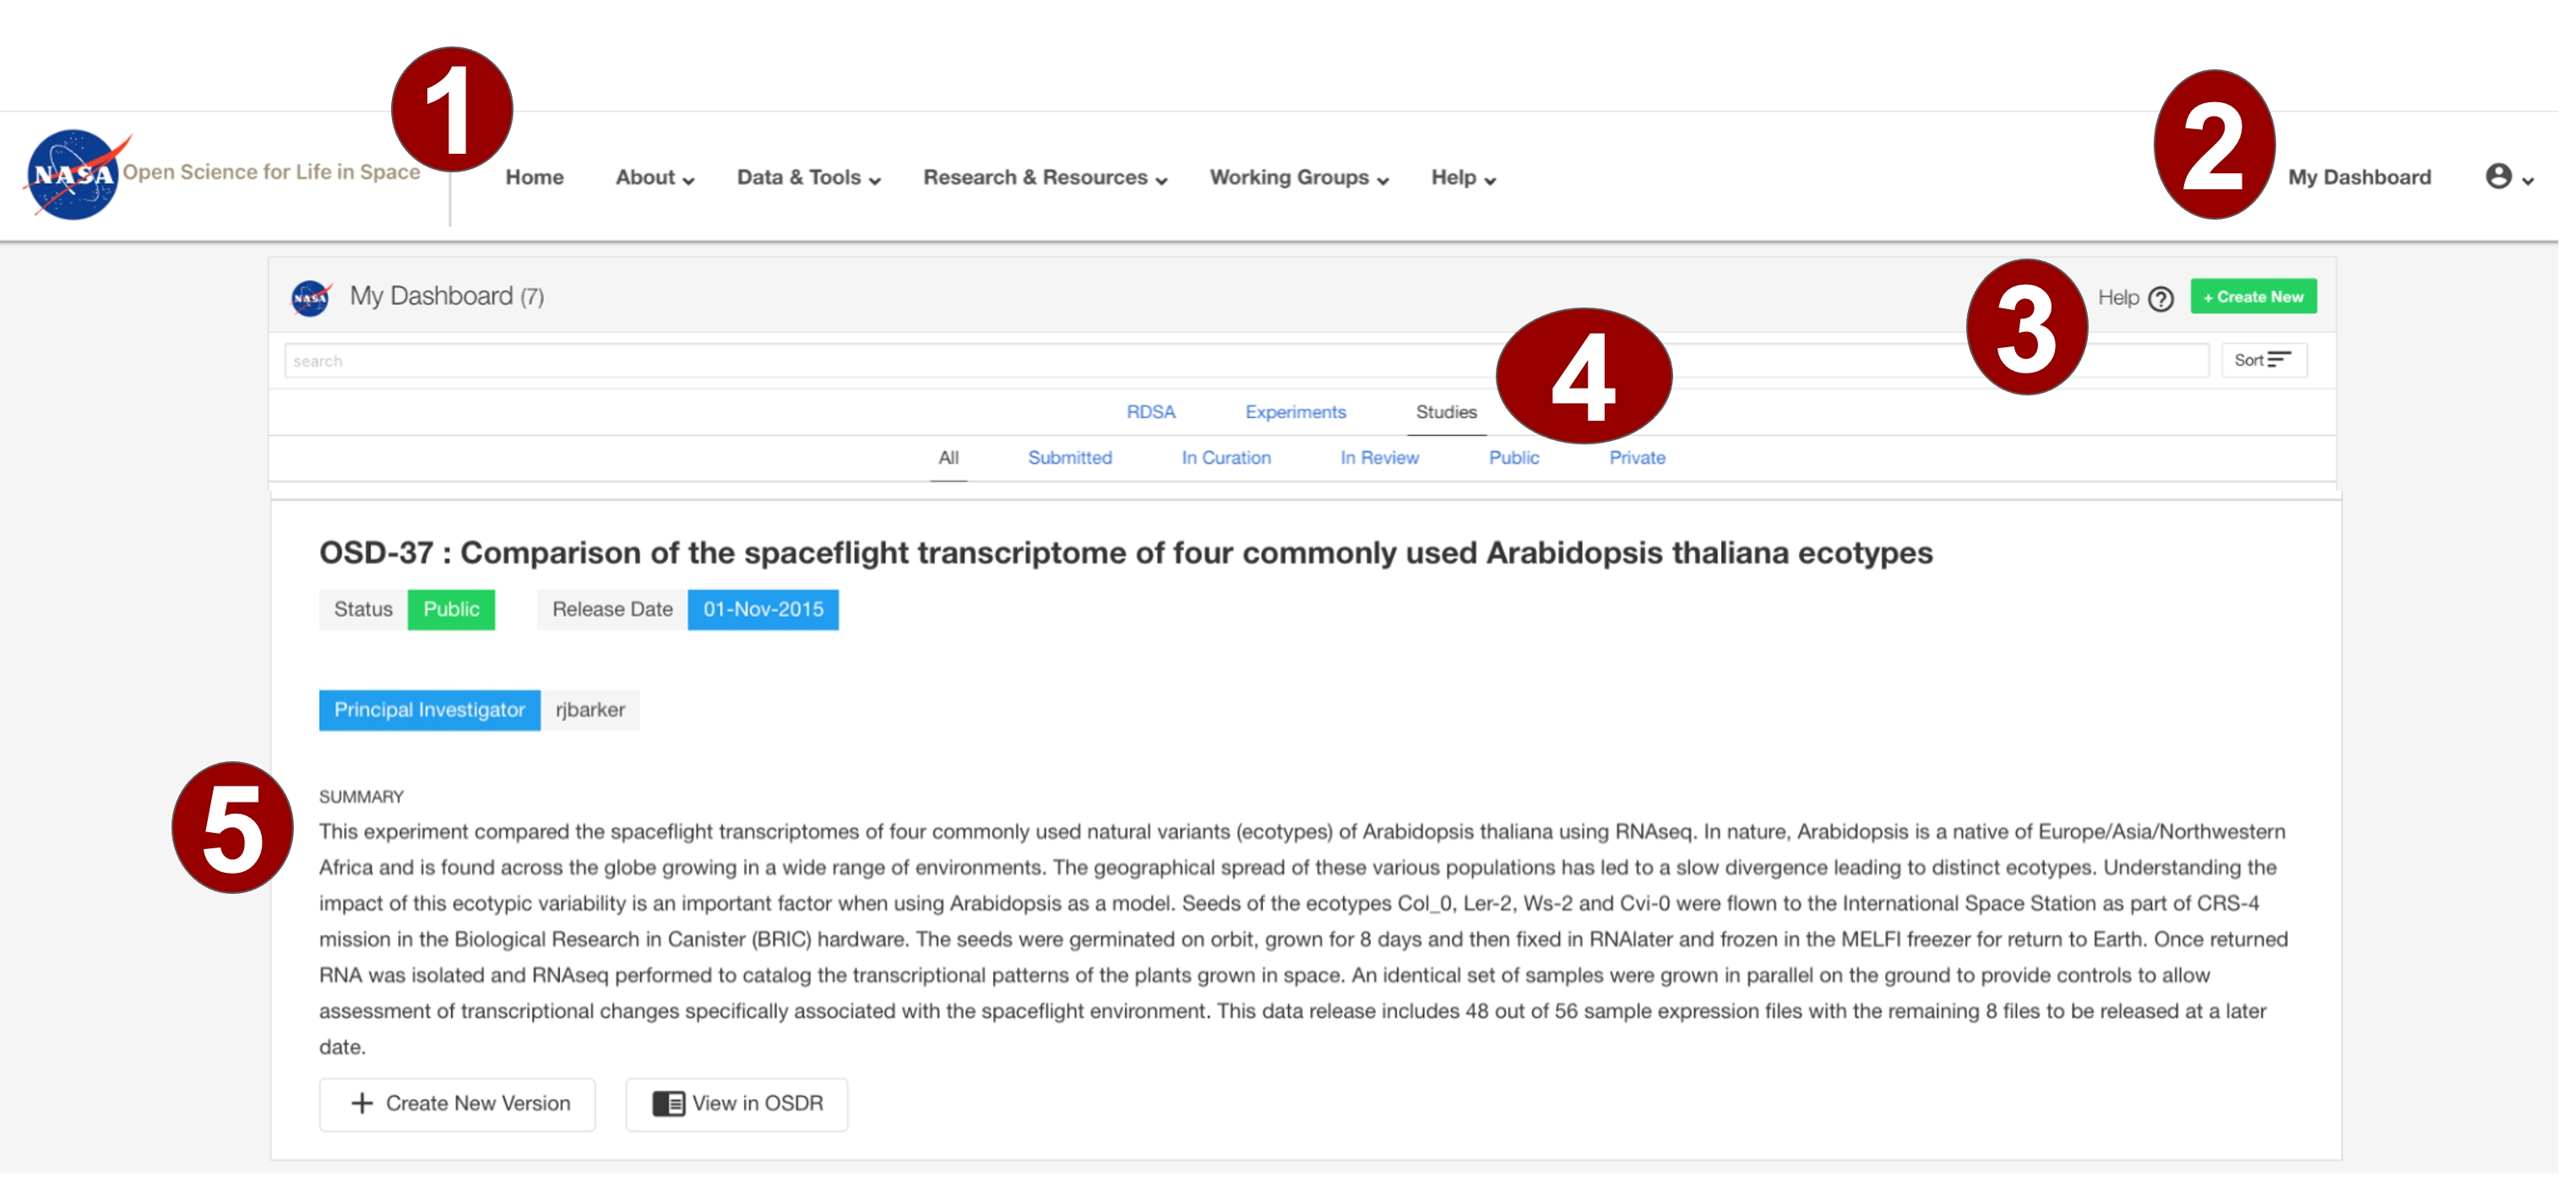 1
2
NASA Open Science for Life in Space Home About Data & Tools Research & Resources Working Groups Help My Dashboard
NASA My Dashboard (7) 3 Help ? + Create New
search 4 Sort
RDSA Experiments Studies
All Submitted In Curation In Review Public Private
OSD-37 : Comparison of the spaceflight transcriptome of four commonly used Arabidopsis thaliana ecotypes
Status Public Release Date 01-Nov-2015
Principal Investigator rjbarker
5
SUMMARY
This experiment compared the spaceflight transcriptomes of four commonly used natural variants (ecotypes) of Arabidopsis thaliana using RNAseq. In nature, Arabidopsis is a native of Europe/Asia/Northwestern
Africa and is found across the globe growing in a wide range of environments. The geographical spread of these various populations has led to a slow divergence leading to distinct ecotypes. Understanding the
impact of this ecotypic variability is an important factor when using Arabidopsis as a model. Seeds of the ecotypes Col_0, Ler-2, Ws-2 and Cvi-0 were flown to the International Space Station as part of CRS-4
mission in the Biological Research in Canister (BRIC) hardware. The seeds were germinated on orbit, grown for 8 days and then fixed in RNAlater and frozen in the MELFI freezer for return to Earth. Once returned
RNA was isolated and RNAseq performed to catalog the transcriptional patterns of the plants grown in space. An identical set of samples were grown in parallel on the ground to provide controls to allow
assessment of transcriptional changes specifically associated with the spaceflight environment. This data release includes 48 out of 56 sample expression files with the remaining 8 files to be released at a later
date.
+ Create New Version View in OSDR